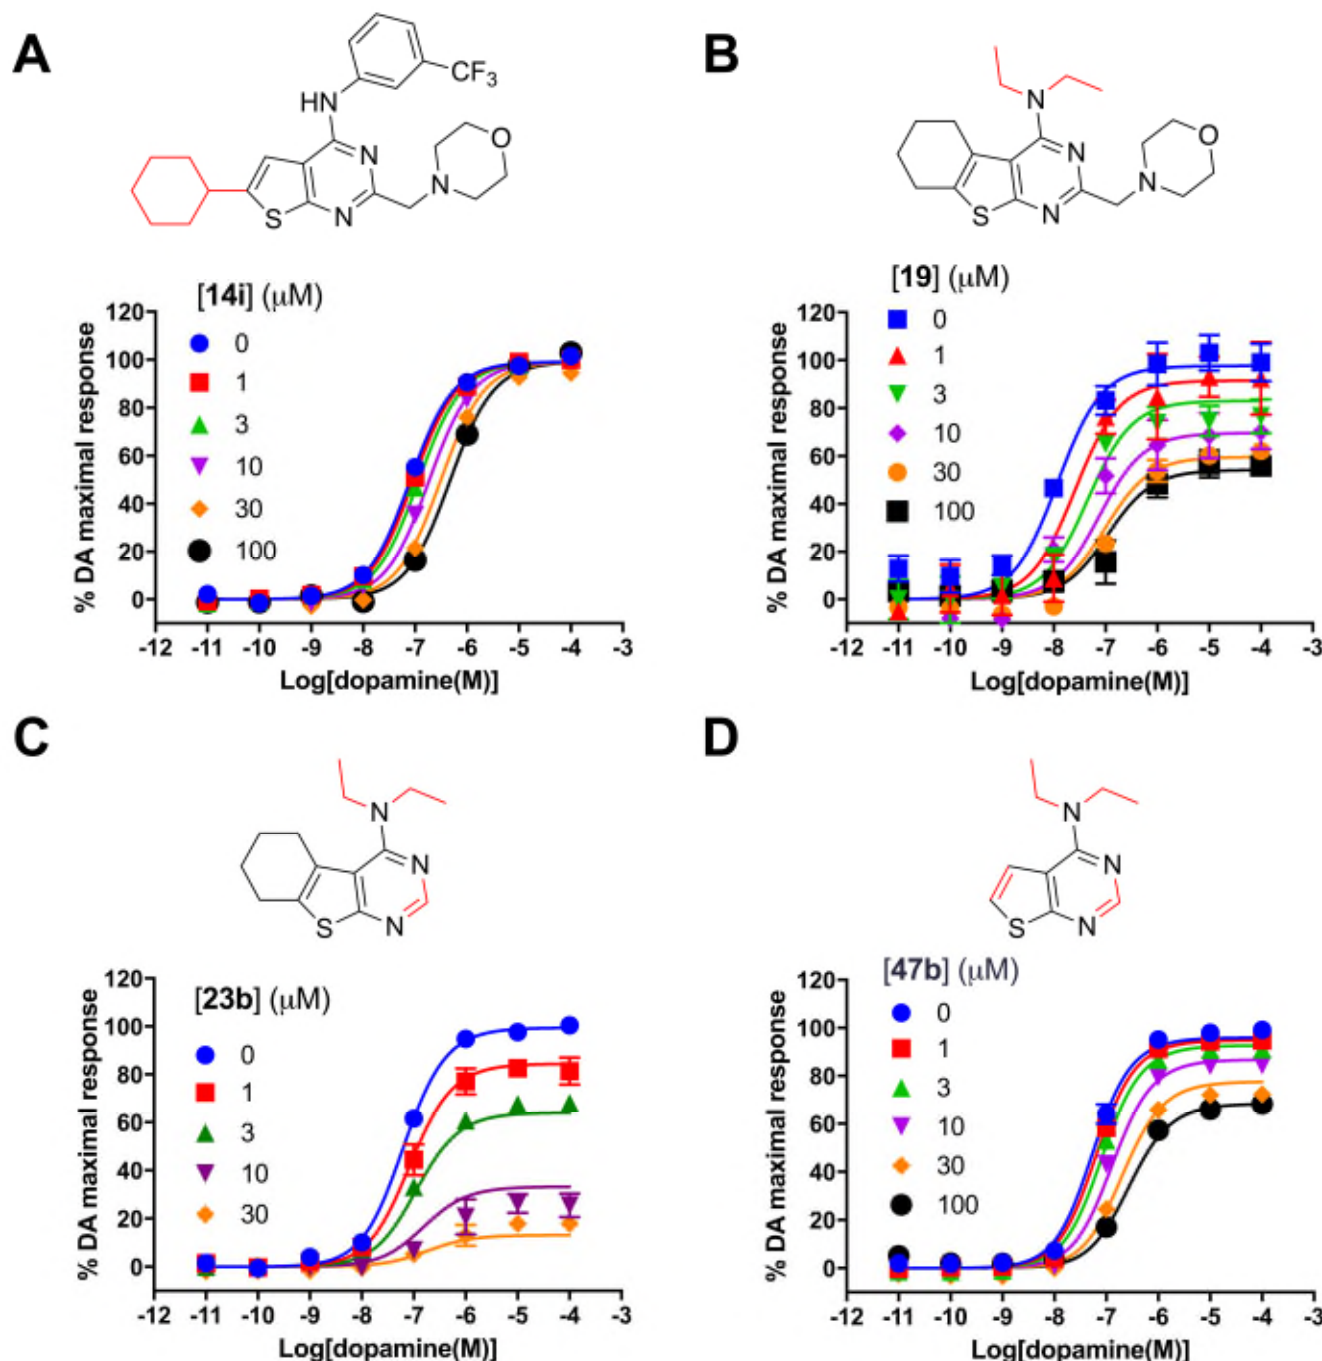 A
HN
CF3
N
N
S
N
O
[14i] (μM)
0
1
3
10
30
100
% DA maximal response
120
100
80
60
40
20
0
-12 -11 -10 -9 -8 -7 -6 -5 -4 -3
Log[dopamine(M)]
B
N
N
N
S
N
O
[19] (μM)
0
1
3
10
30
100
% DA maximal response
120
100
80
60
40
20
0
-12 -11 -10 -9 -8 -7 -6 -5 -4 -3
Log[dopamine(M)]
C
N
N
N
S
[23b] (μM)
0
1
3
10
30
% DA maximal response
120
100
80
60
40
20
0
-12 -11 -10 -9 -8 -7 -6 -5 -4 -3
Log[dopamine(M)]
D
N
N
N
S
[47b] (μM)
0
1
3
10
30
100
% DA maximal response
120
100
80
60
40
20
0
-12 -11 -10 -9 -8 -7 -6 -5 -4 -3
Log[dopamine(M)]